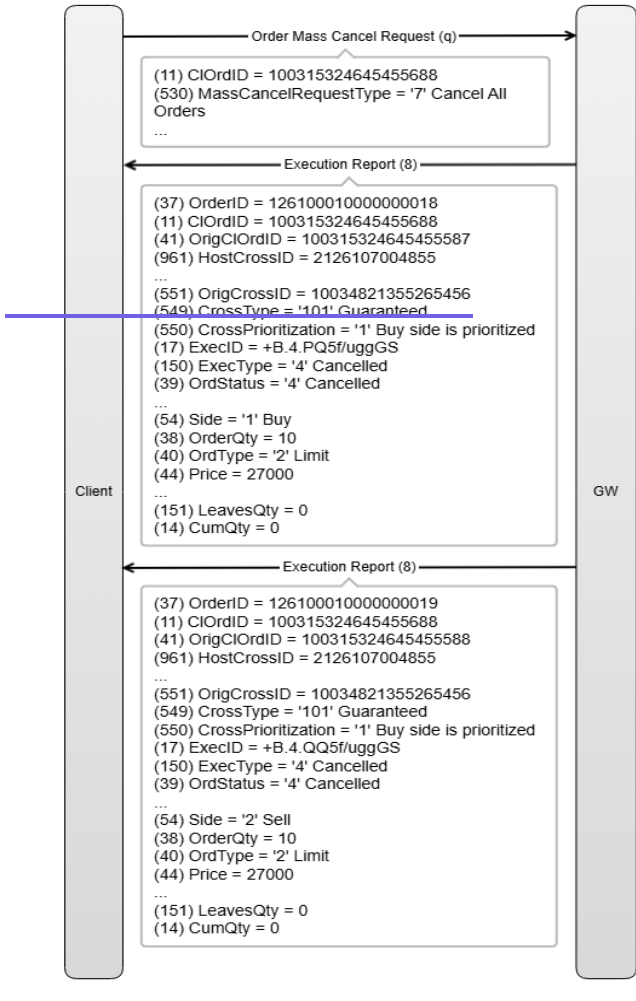 Order Mass Cancel Request (q)
(11) ClOrdID = 100315324645455688
(530) MassCancelRequestType = '7' Cancel All
Orders
...
Execution Report (8)
(37) OrderID = 126100010000000018
(11) ClOrdID = 100315324645455688
(41) OrigClOrdID = 100315324645455587
(961) HostCrossID = 2126107004855
...
(551) OrigCrossID = 10034821355265456
(549) CrossType = '101' Guaranteed
(550) CrossPrioritization = '1' Buy side is prioritized
(17) ExecID = +B.4.PQ5f/uggGS
(150) ExecType = '4' Cancelled
(39) OrdStatus = '4' Cancelled
...
(54) Side = '1' Buy
(38) OrderQty = 10
(40) OrdType = '2' Limit
(44) Price = 27000
...
(151) LeavesQty = 0
(14) CumQty = 0
Client
GW
Execution Report (8)
(37) OrderID = 126100010000000019
(11) ClOrdID = 100315324645455688
(41) OrigClOrdID = 100315324645455588
(961) HostCrossID = 2126107004855
...
(551) OrigCrossID = 10034821355265456
(549) CrossType = '101' Guaranteed
(550) CrossPrioritization = '1' Buy side is prioritized
(17) ExecID = +B.4.QQ5f/uggGS
(150) ExecType = '4' Cancelled
(39) OrdStatus = '4' Cancelled
...
(54) Side = '2' Sell
(38) OrderQty = 10
(40) OrdType = '2' Limit
(44) Price = 27000
...
(151) LeavesQty = 0
(14) CumQty = 0